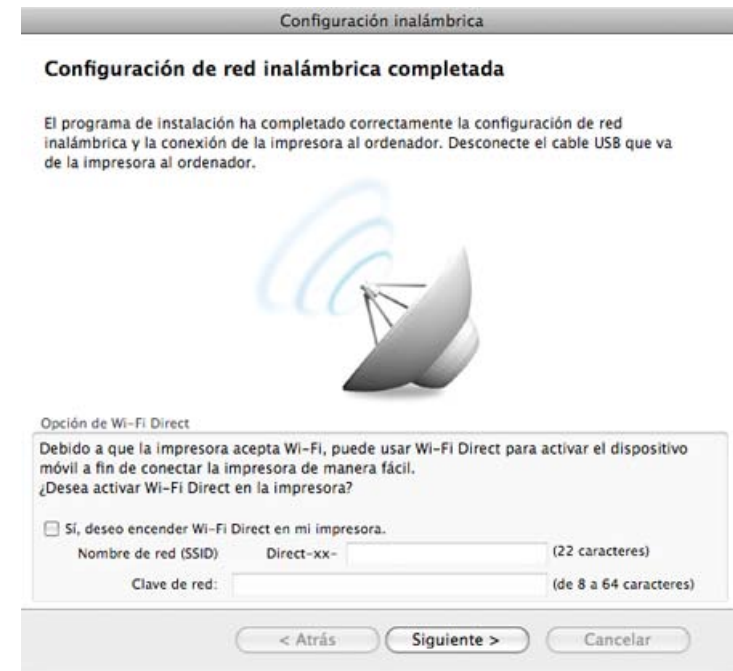 Configuración inalámbrica
Configuración de red inalámbrica completada
El programa de instalación ha completado correctamente la configuración de red
inalámbrica y la conexión de la impresora al ordenador. Desconecte el cable USB que va
de la impresora al ordenador.
Opción de Wi-Fi Direct
Debido a que la impresora acepta Wi-Fi, puede usar Wi-Fi Direct para activar el dispositivo
móvil a fin de conectar la impresora de manera fácil.
¿Desea activar Wi-Fi Direct en la impresora?
Sí, deseo encender Wi-Fi Direct en mi impresora.
Nombre de red (SSID) Direct-xx- (22 caracteres)
Clave de red: (de 8 a 64 caracteres)
< Atrás Siguiente > Cancelar